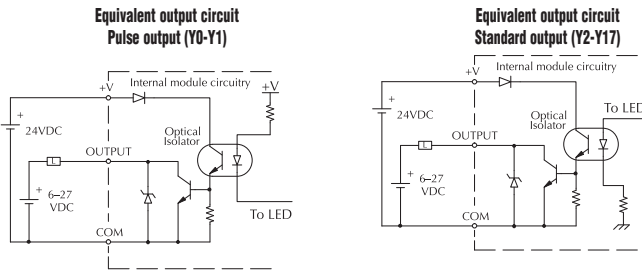 Equivalent output circuit
Pulse output (Y0-Y1)
+V
Internal module circuitry
+V
+
24VDC
Optical
Isolator
OUTPUT
L
+
6–27
VDC
To LED
COM
Equivalent output circuit
Standard output (Y2-Y17)
+V
Internal module circuitry
+
24VDC
Optical
Isolator
To LED
OUTPUT
L
+
6–27
VDC
COM